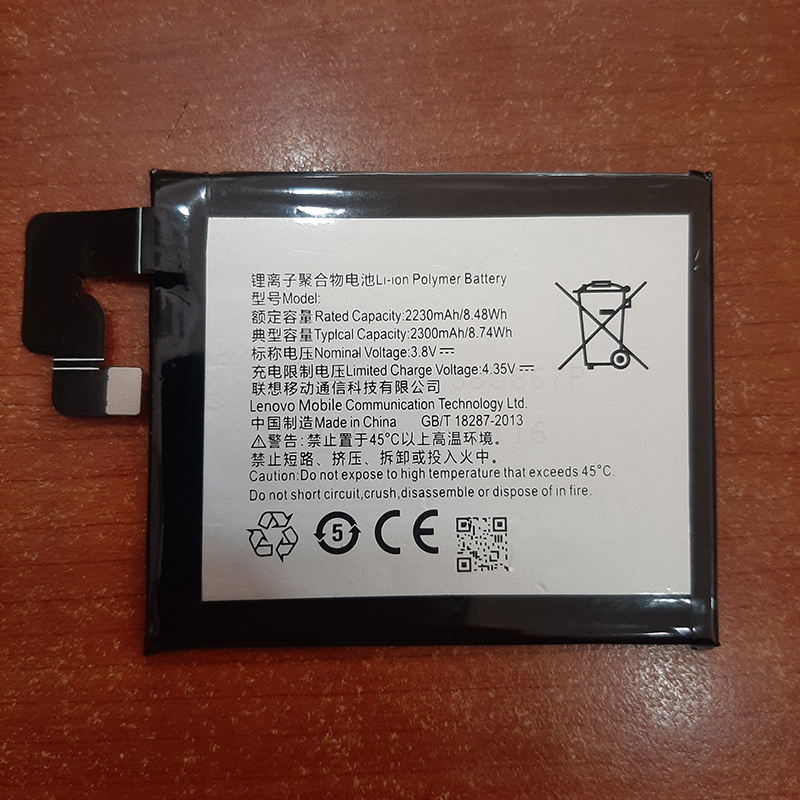 锂离子聚合物电池Li-ion Polymer Battery
型号Model:
额定容量Rated Capacity:2230mAh/8.48Wh
典型容量Typlcal Capacity:2300mAh/8.74Wh
标称电压Nominal Voltage:3.8V⎓
充电限制电压Limited Charge Voltage:4.35V⎓
联想移动通信科技有限公司
Lenovo Mobile Communication Technology Ltd.
中国制造Made in China GB/T 18287-2013
⚠警告:禁止置于45°C以上高温环境。
禁止短路、挤压、拆卸或投入火中。
Caution:Do not expose to high temperature that exceeds 45°C.
Do not short circuit,crush,disassemble or dispose of in fire.
5 CE